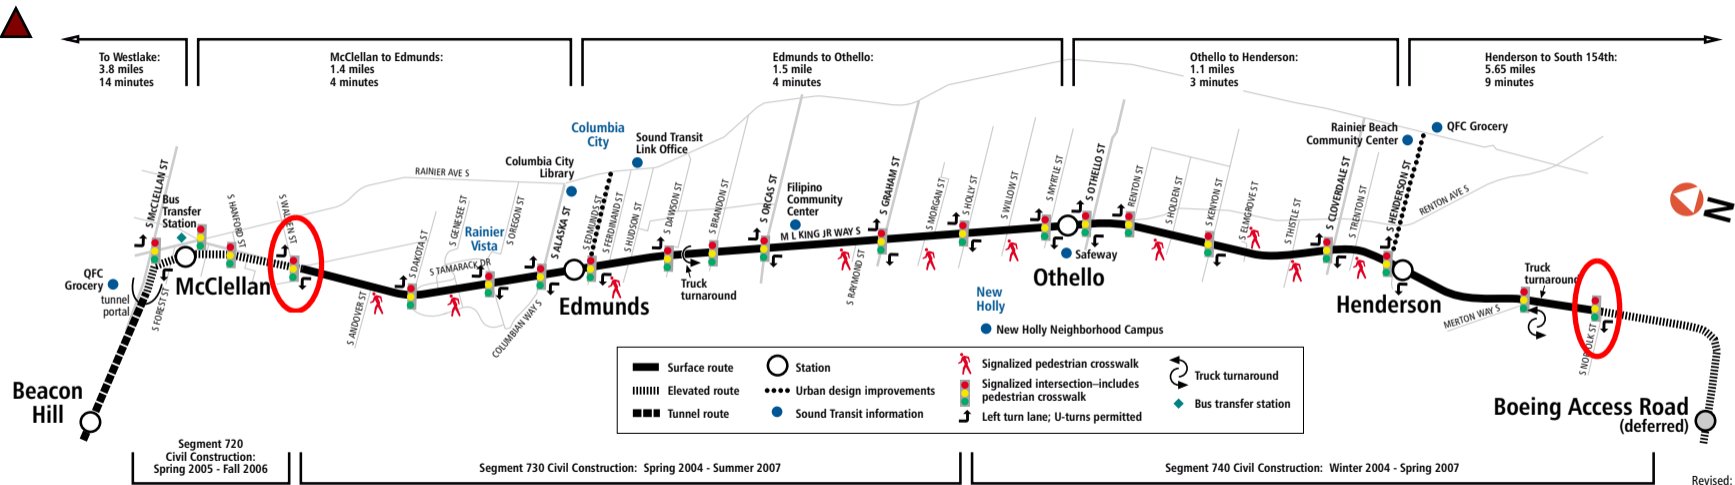 To Westlake:
3.8 miles
14 minutes
McClellan to Edmunds:
1.4 miles
4 minutes
Edmunds to Othello:
1.5 mile
4 minutes
Othello to Henderson:
1.1 miles
3 minutes
Henderson to South 154th:
5.65 miles
9 minutes
Columbia
City
Sound Transit
Link Office
Columbia City
Library
RAINIER AVE S
Rainier Beach
Community Center
QFC Grocery
S McCLELLAN ST
Bus
Transfer
Station
S HANFORD ST
S WALDEN ST
S DAKOTA ST
S GENESEE ST
Rainier
Vista
S OREGON ST
S ALASKA ST
S EDMUNDS ST
S FERDINAND ST
S HUDSON ST
S DAWSON ST
S BRANDON ST
S ORCAS ST
Filipino
Community
Center
M L KING JR WAY S
S GRAHAM ST
S MORGAN ST
S HOLLY ST
S WILLOW ST
S MYRTLE ST
S OTHELLO ST
RENTON ST
S HOLDEN ST
S KENYON ST
S ELMGROVE ST
S THISTLE ST
S CLOVERDALE ST
S TRENTON ST
S HENDERSON ST
RENTON AVE S
N
QFC
Grocery
tunnel
portal
S FOREST ST
McClellan
S ANDOVER ST
S TAMARACK DR
COLUMBIAN WAY S
Edmunds
Truck
turnaround
S RAYMOND ST
Safeway
Othello
New
Holly
New Holly Neighborhood Campus
Henderson
MERTON WAY S
Truck
turnaround
S NORFOLK ST
Beacon
Hill
Boeing Access Road
(deferred)
Surface route
Elevated route
Tunnel route
Station
Urban design improvements
Sound Transit information
Signalized pedestrian crosswalk
Signalized intersection–includes
pedestrian crosswalk
Left turn lane; U-turns permitted
Truck turnaround
Bus transfer station
Segment 720
Civil Construction:
Spring 2005 - Fall 2006
Segment 730 Civil Construction: Spring 2004 - Summer 2007
Segment 740 Civil Construction: Winter 2004 - Spring 2007
Revised: